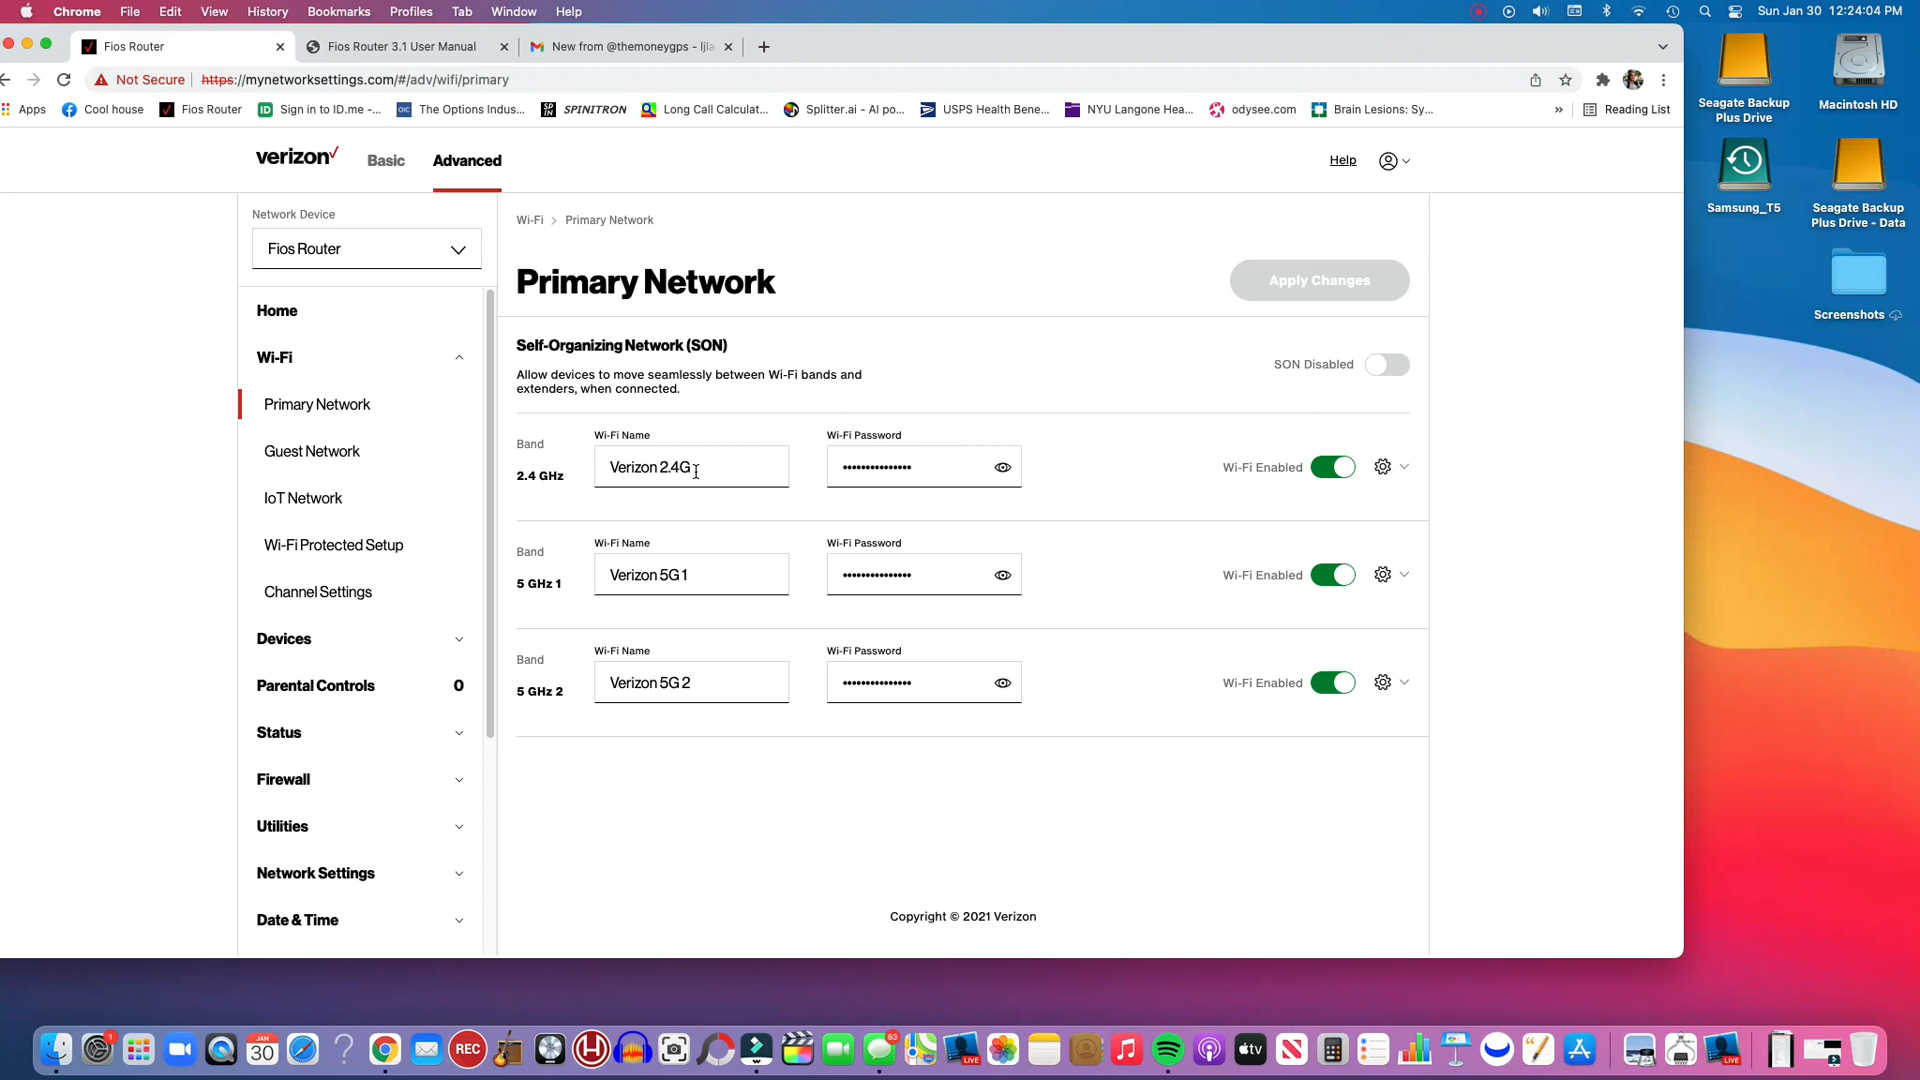 Chrome File Edit View History Bookmarks Profiles Tab Window Help Sun Jan 30 12:24:04 PM
Fios Router Fios Router 3.1 User Manual New from @themoneygps - ljla
Not Secure https://mynetworksettings.com/#/adv/wifi/primary
Apps Cool house Fios Router Sign in to ID.me -... The Options Indus... SPINITRON Long Call Calculat... Splitter.ai - AI po... USPS Health Bene... NYU Langone Hea... odysee.com Brain Lesions: Sy... » Reading List
verizon Basic Advanced Help
Network Device
Fios Router
Home
Wi-Fi
Primary Network
Guest Network
IoT Network
Wi-Fi Protected Setup
Channel Settings
Devices
Parental Controls 0
Status
Firewall
Utilities
Network Settings
Date & Time
Wi-Fi > Primary Network
Primary Network Apply Changes
Self-Organizing Network (SON)
Allow devices to move seamlessly between Wi-Fi bands and
extenders, when connected.
SON Disabled
Band Wi-Fi Name Wi-Fi Password
2.4 GHz Verizon 2.4G ••••••••••••••• Wi-Fi Enabled
Band Wi-Fi Name Wi-Fi Password
5 GHz 1 Verizon 5G 1 ••••••••••••••• Wi-Fi Enabled
Band Wi-Fi Name Wi-Fi Password
5 GHz 2 Verizon 5G 2 ••••••••••••••• Wi-Fi Enabled
Copyright © 2021 Verizon
Seagate Backup
Plus Drive
Macintosh HD
Samsung_T5
Seagate Backup
Plus Drive - Data
Screenshots
1
JAN
30
REC
63
LIVE
tv
LIVE